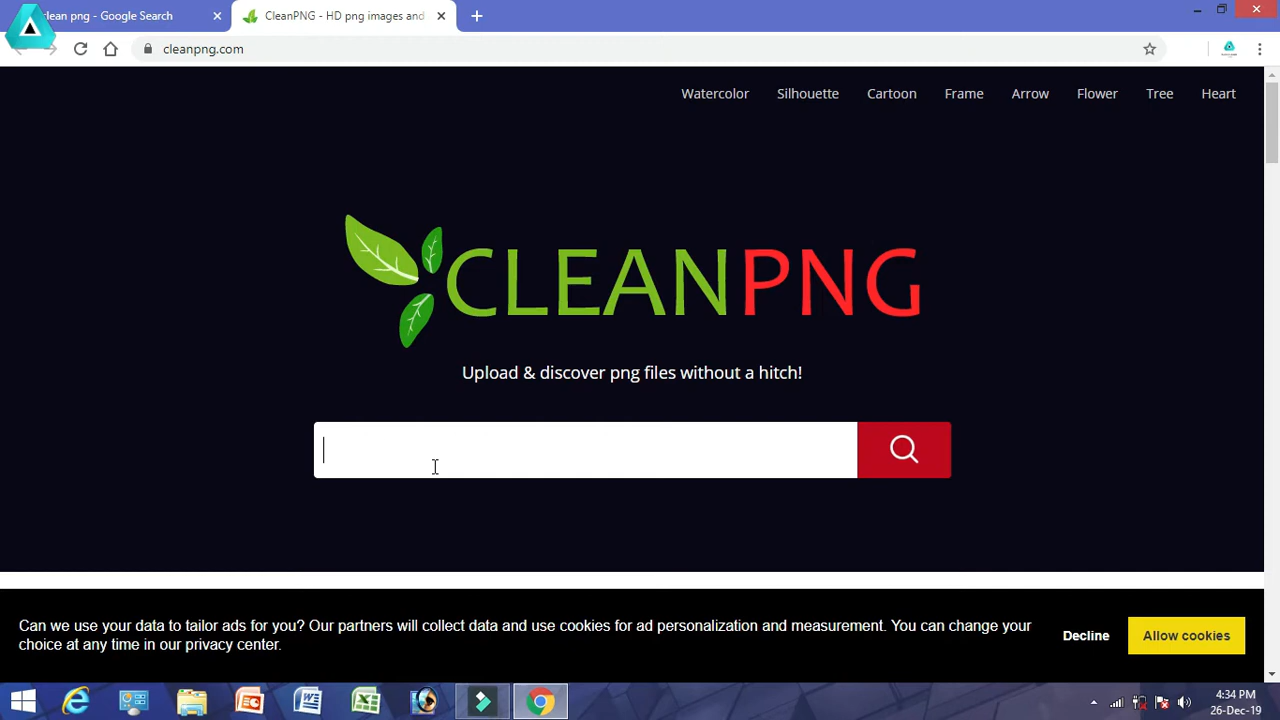 clean png - Google Search
CleanPNG - HD png images and
cleanpng.com
Watercolor Silhouette Cartoon Frame Arrow Flower Tree Heart
CLEANPNG
Upload & discover png files without a hitch!
Can we use your data to tailor ads for you? Our partners will collect data and use cookies for ad personalization and measurement. You can change your
choice at any time in our privacy center.
Decline
Allow cookies
4:34 PM
26-Dec-19